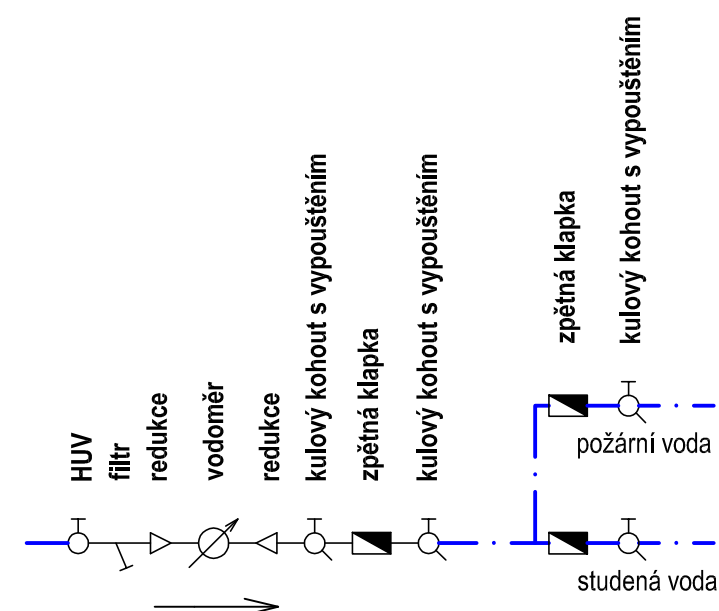 HUV
filtr
redukce
vodoměr
redukce
kulový kohout s vypouštěním
zpětná klapka
kulový kohout s vypouštěním
zpětná klapka
kulový kohout s vypouštěním
požární voda
studená voda